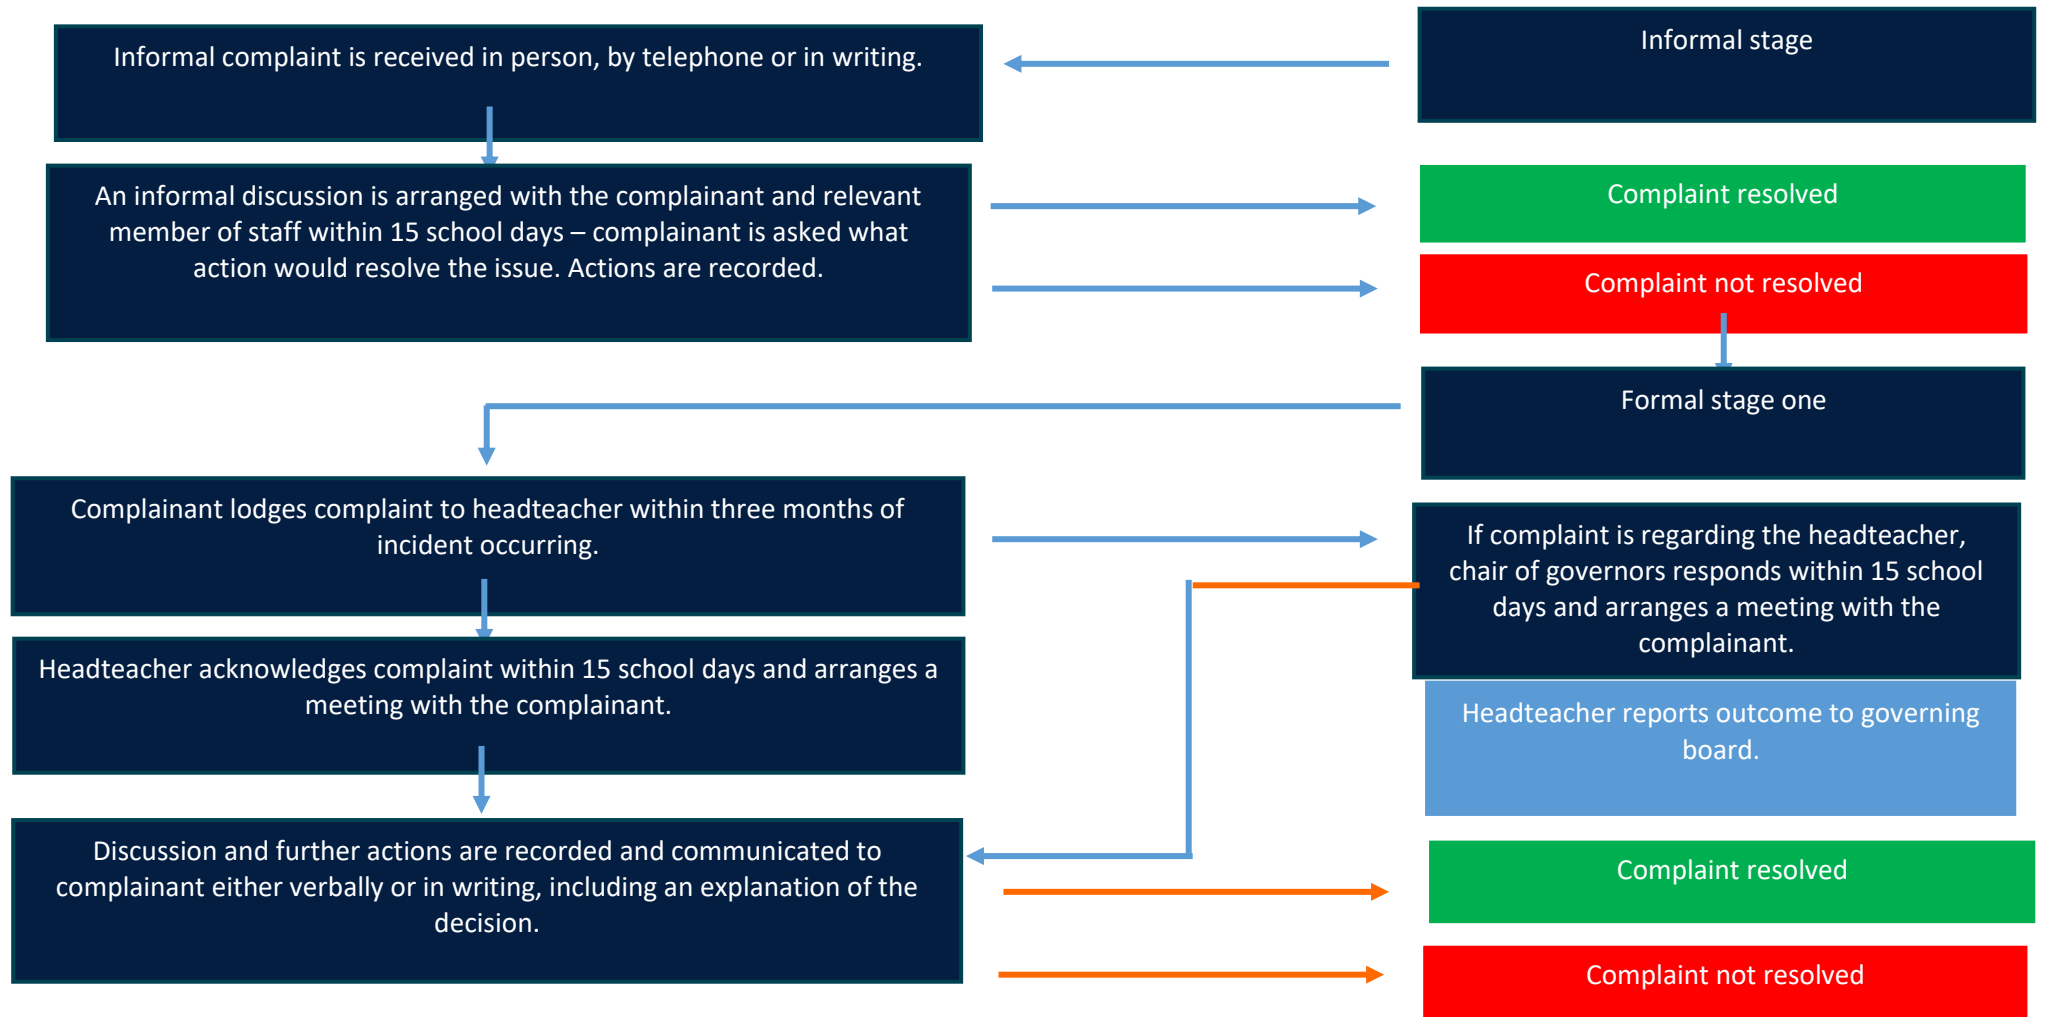 Informal stage
Informal complaint is received in person, by telephone or in writing.
An informal discussion is arranged with the complainant and relevant
member of staff within 15 school days – complainant is asked what
action would resolve the issue. Actions are recorded.
Complaint resolved
Complaint not resolved
Formal stage one
Complainant lodges complaint to headteacher within three months of
incident occurring.
If complaint is regarding the headteacher,
chair of governors responds within 15 school
days and arranges a meeting with the
complainant.
Headteacher acknowledges complaint within 15 school days and arranges a
meeting with the complainant.
Headteacher reports outcome to governing
board.
Discussion and further actions are recorded and communicated to
complainant either verbally or in writing, including an explanation of the
decision.
Complaint resolved
Complaint not resolved